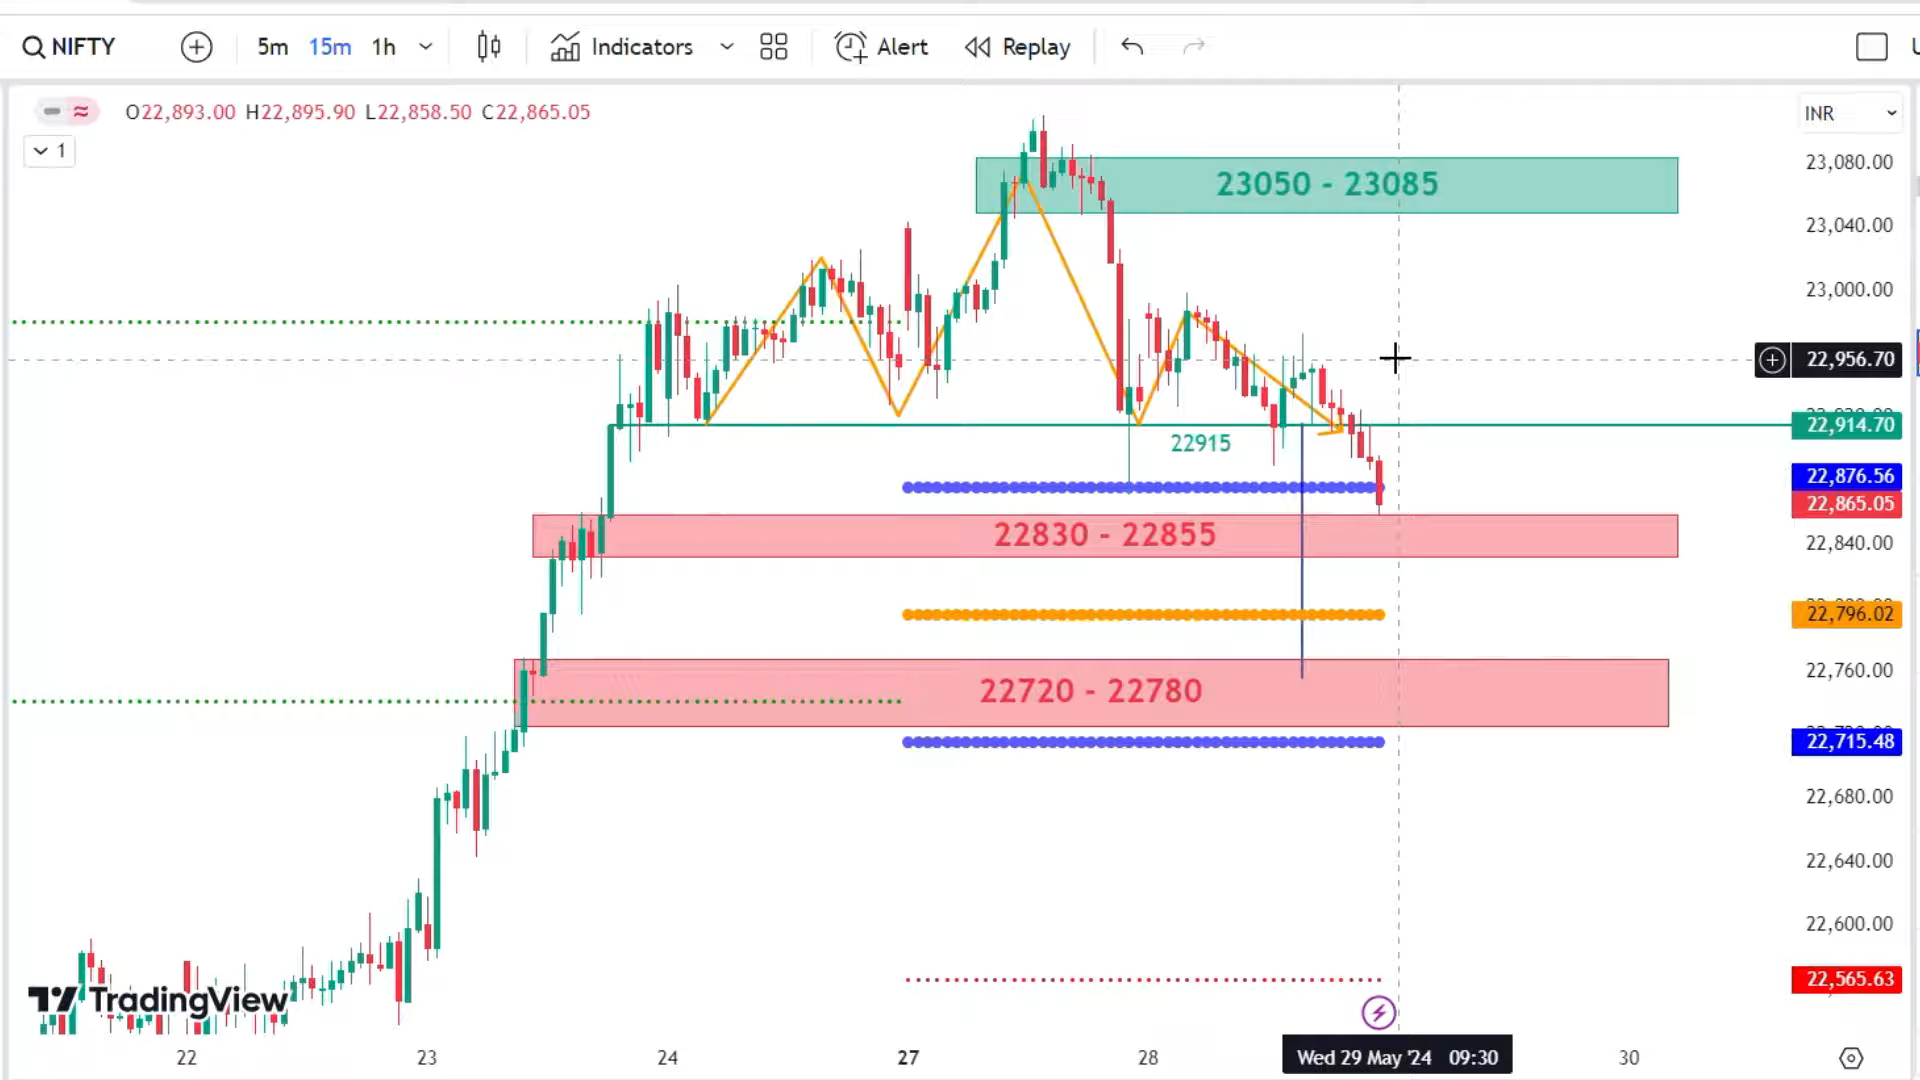 NIFTY 5m 15m 1h Indicators Alert Replay
O22,893.00 H22,895.90 L22,858.50 C22,865.05
INR
1
23,080.00
23050 - 23085
23,040.00
23,000.00
22,956.70
22,914.70
22915
22,876.56
22,865.05
22830 - 22855
22,840.00
22,796.02
22,760.00
22720 - 22780
22,715.48
22,680.00
22,640.00
22,600.00
22,565.63
TradingView
22 23 24 27 28 Wed 29 May '24 09:30 30